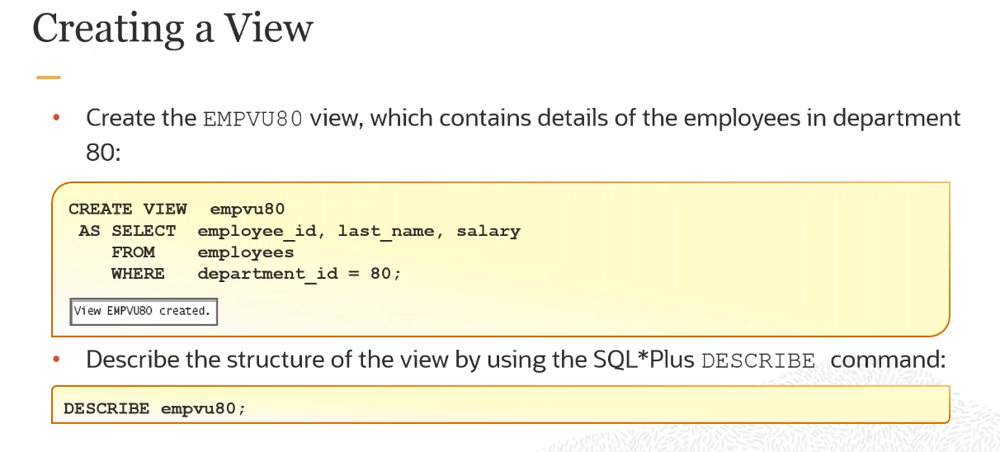 Creating a View
• Create the EMPVU80 view, which contains details of the employees in department
80:
CREATE VIEW empvu80
AS SELECT employee_id, last_name, salary
FROM employees
WHERE department_id = 80;
View EMPVU80 created.
• Describe the structure of the view by using the SQL*Plus DESCRIBE command:
DESCRIBE empvu80;